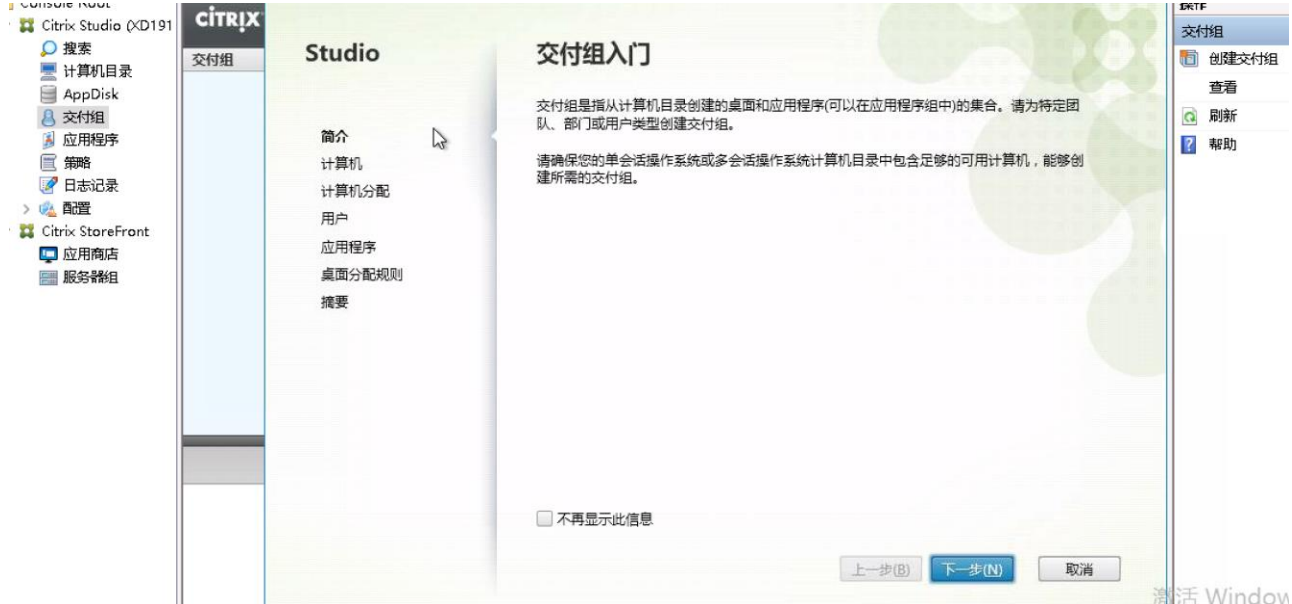 Console Root
操作
Citrix Studio (XD191
搜索
计算机目录
AppDisk
交付组
应用程序
策略
日志记录
配置
Citrix StoreFront
应用商店
服务器组
CİTRIX
交付组
Studio
简介
计算机
计算机分配
用户
应用程序
桌面分配规则
摘要
交付组入门
交付组是指从计算机目录创建的桌面和应用程序(可以在应用程序组中)的集合。请为特定团
队、部门或用户类型创建交付组。
请确保您的单会话操作系统或多会话操作系统计算机目录中包含足够的可用计算机，能够创
建所需的交付组。
不再显示此信息
上一步(B)
下一步(N)
取消
交付组
创建交付组
查看
刷新
帮助
激活 Window